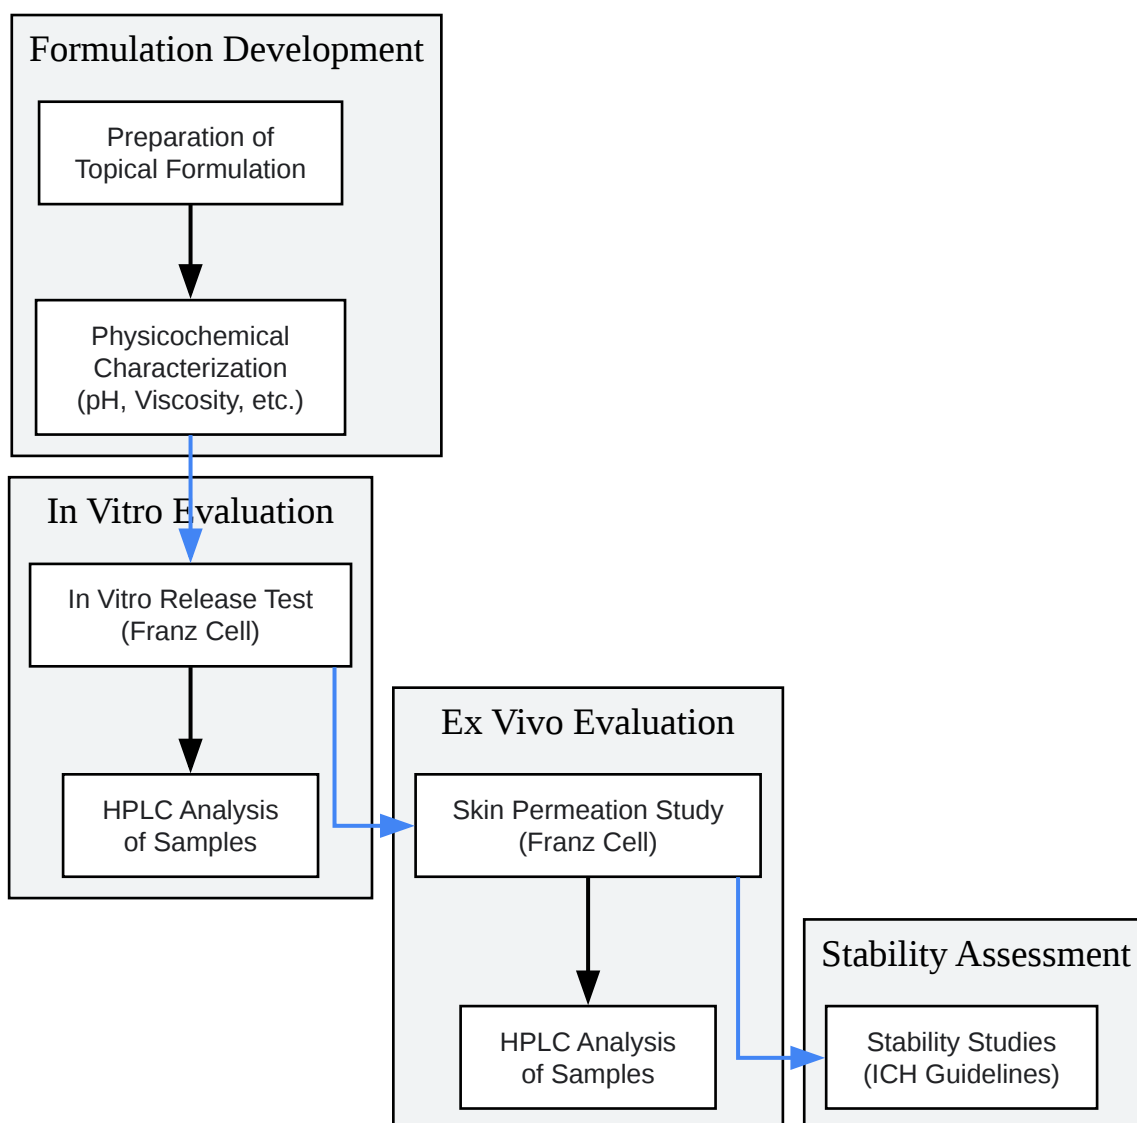 Formulation Development
Preparation of
Topical Formulation
Physicochemical
Characterization
(pH, Viscosity, etc.)
In Vitro Evaluation
In Vitro Release Test
(Franz Cell)
HPLC Analysis
of Samples
Ex Vivo Evaluation
Skin Permeation Study
(Franz Cell)
HPLC Analysis
of Samples
Stability Assessment
Stability Studies
(ICH Guidelines)